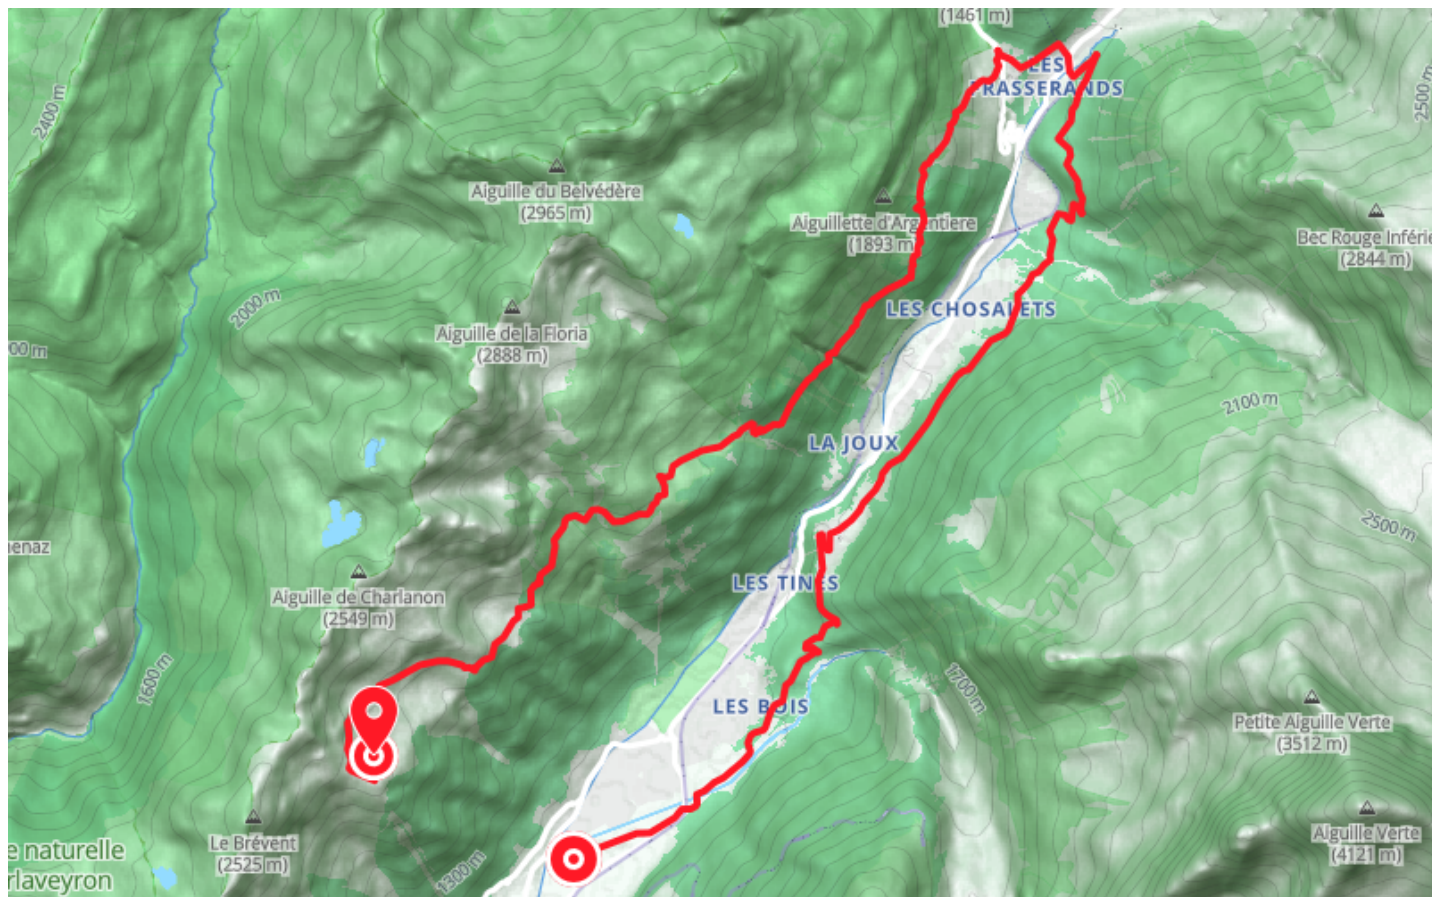 (1461 m)
LES
FRASSERANDS
2400 m
2500 m
Aiguille du Belvédère
(2965 m)
Aiguillette d'Argentiere
(1893 m
Bec Rouge Inférie
(2844 m)
2000 m
LES CHOSALETS
Aiguille de la Floria
(2888 m)
00 m
2100 m
LA JOUX
2500 m
enaz
LES TINES
Aiguille de Charlanon
(2549 m)
1600 m
1700 m
LES BOIS
Petite Aiguille Verte
(3512 m)
Le Brévent
(2525 m)
Aiguille Verte
(4121 m)
e naturelle
rlaveyron
1300 m